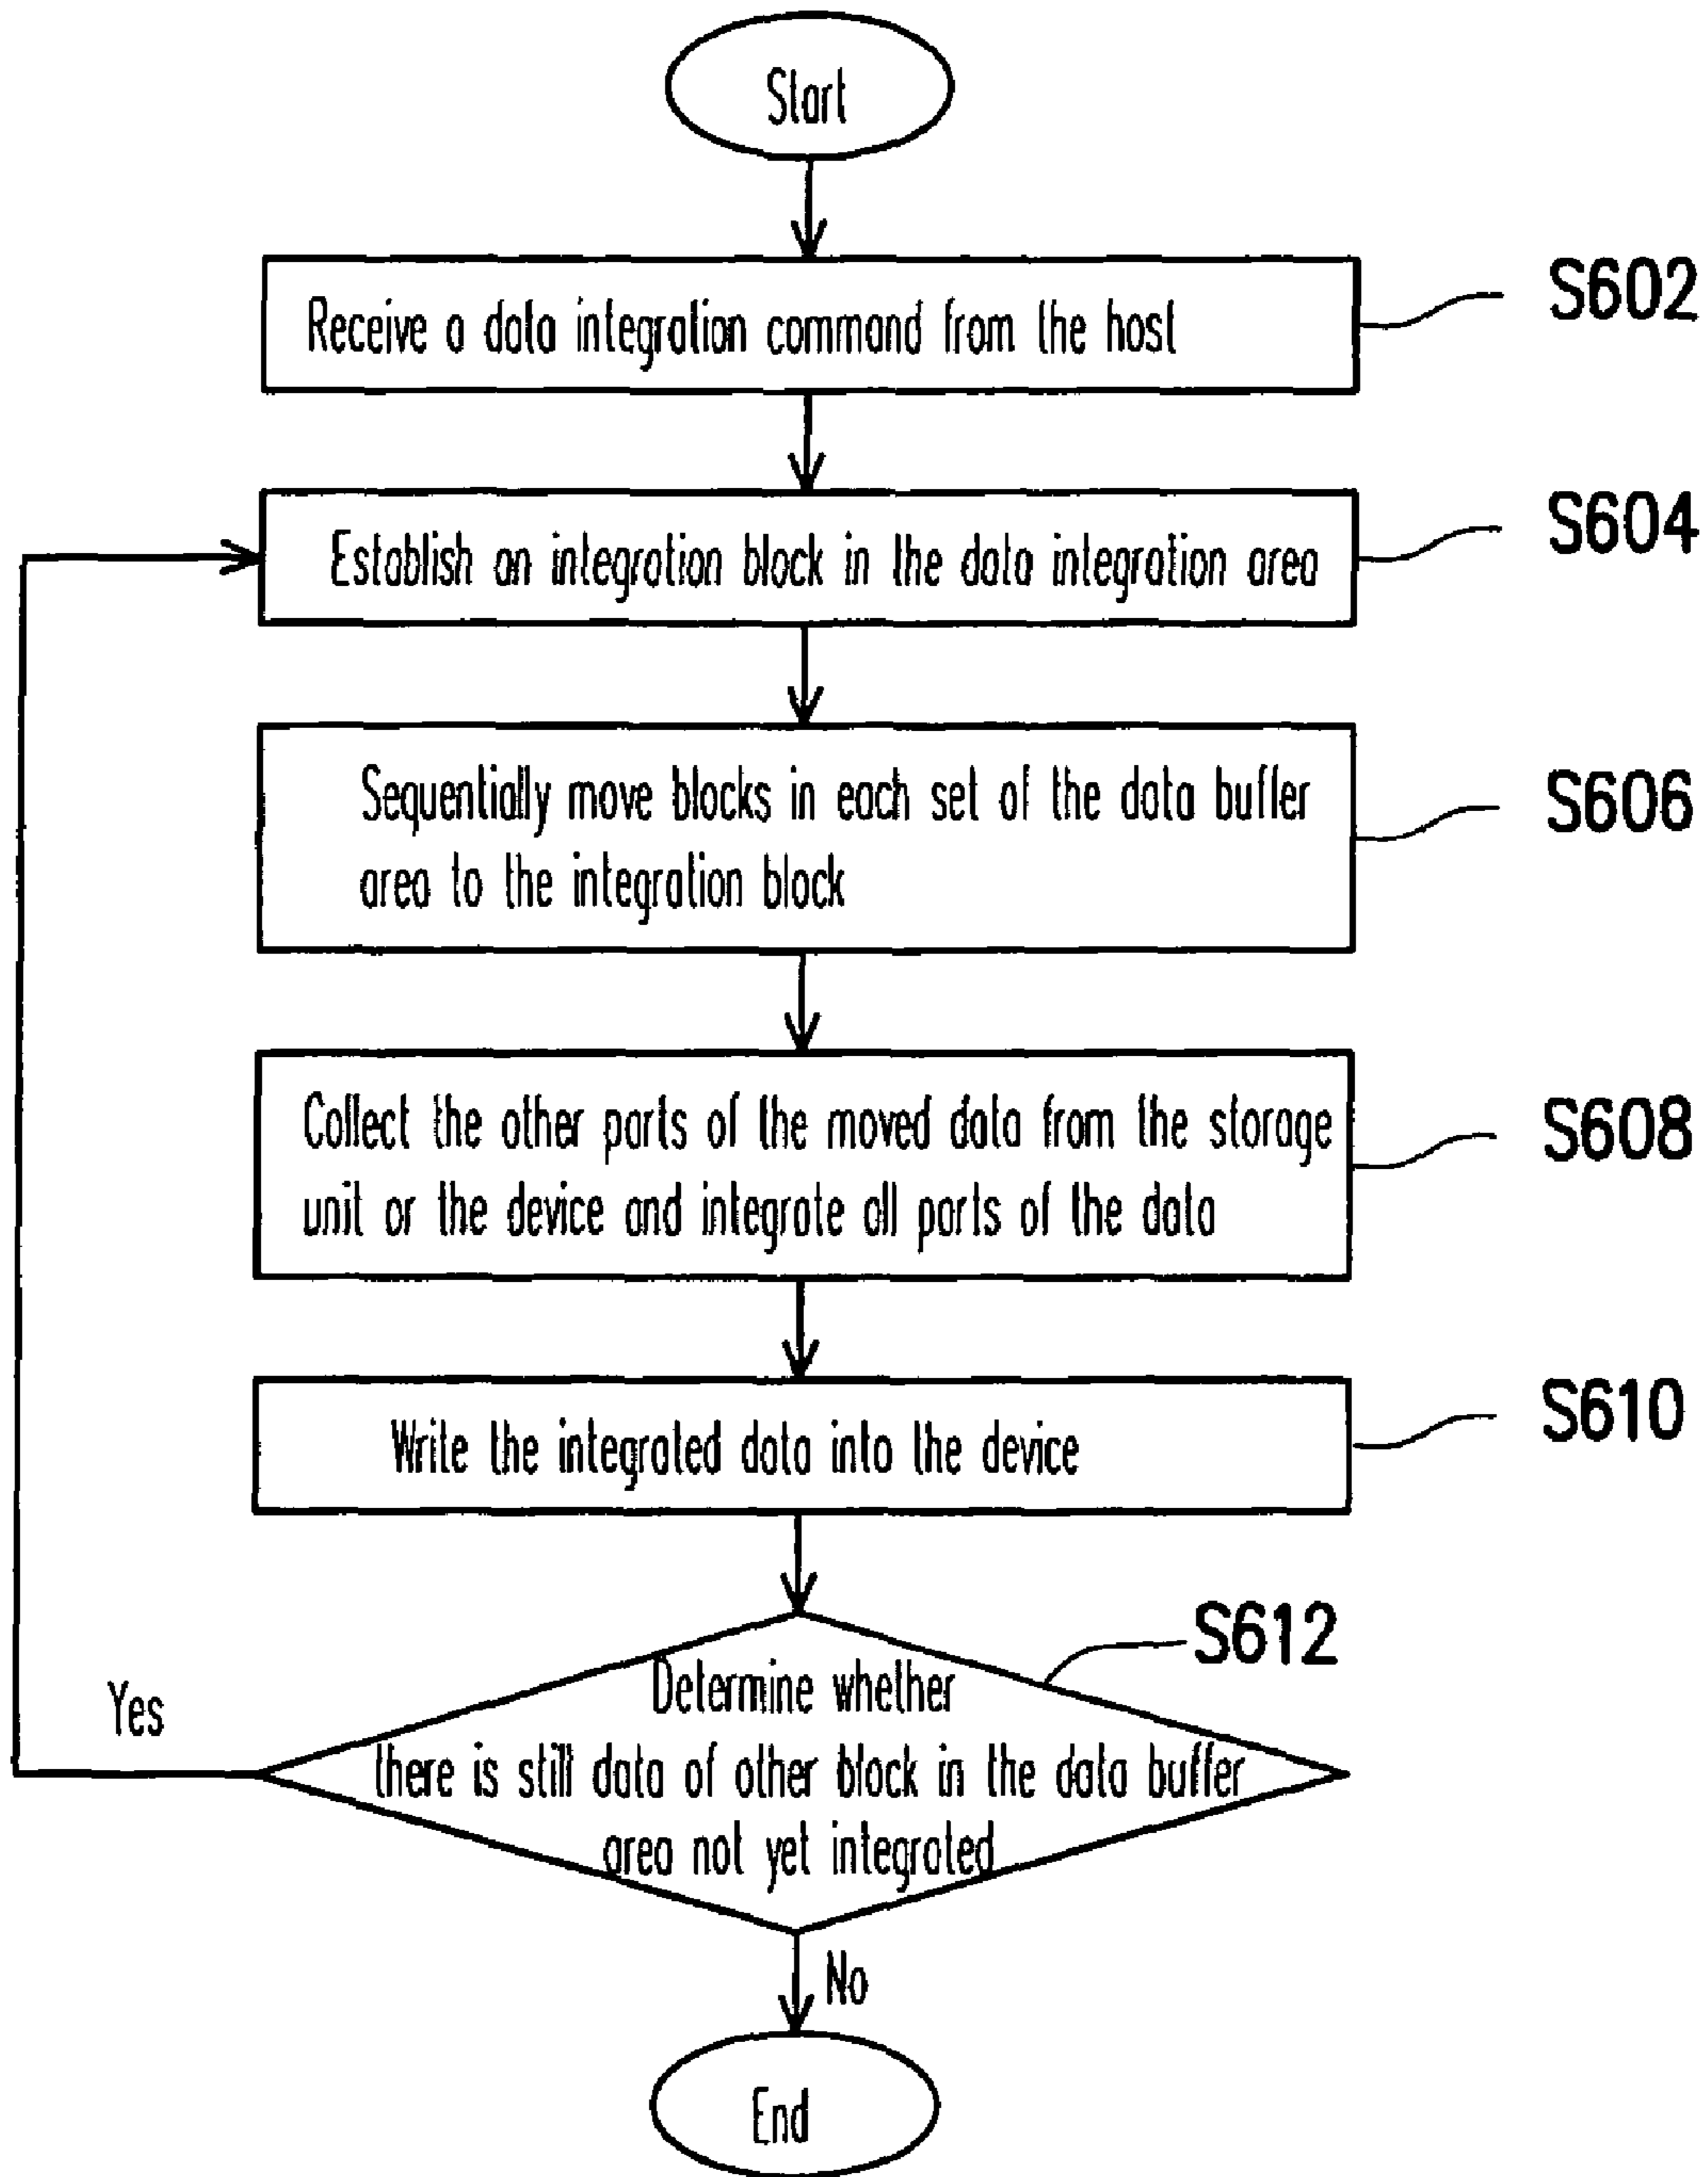 Start
Receive a data integration command from the host
S602
Establish an integration block in the data integration area
S604
Sequentially move blocks in each set of the data buffer
area to the integration block
S606
Collect the other parts of the moved data from the storage
unit or the device and integrate all parts of the data
S608
Write the integrated data into the device
S610
S612
Determine whether
there is still data of other block in the data buffer
area not yet integrated
Yes
No
End